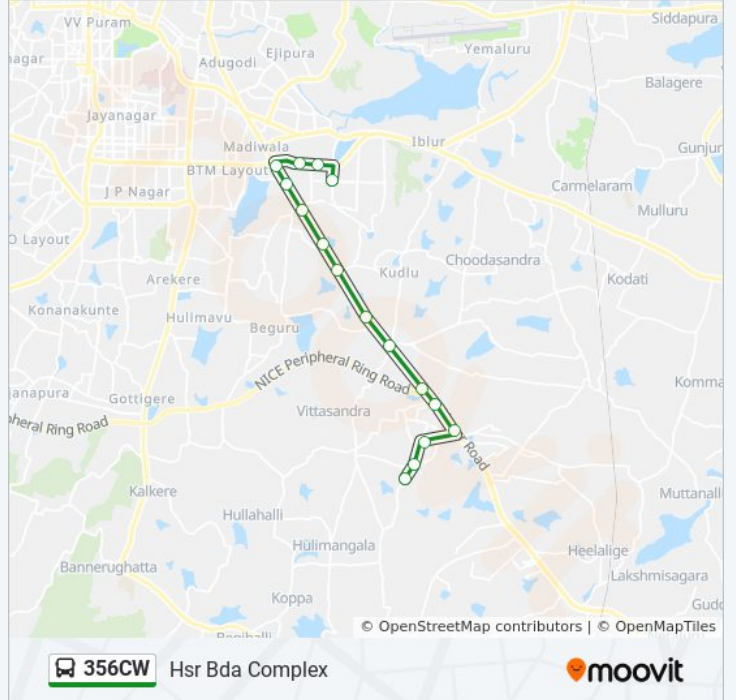 VV Puram
Siddapura
nagar
Ejipura
Yemaluru
Adugodi
Balagere
Jayanagar
Madiwala
Iblur
Gunjur
BTM Layout
J P Nagar
Carmelaram
Mulluru
O Layout
Choodasandra
Kudlu
Arekere
Kodati
Konanakunte
Hulimavu
Beguru
NICE Peripheral Ring Road
Komma
janapura
Gottigere
Vittasandra
heral Ring Road
r Road
Kalkere
Muttanall
Hullahalli
Hülimangala
Heelalige
Bannerughatta
Lakshmisagara
Koppa
Gudd
© OpenStreetMap contributors | © OpenMapTiles
356CW Hsr Bda Complex
moovit